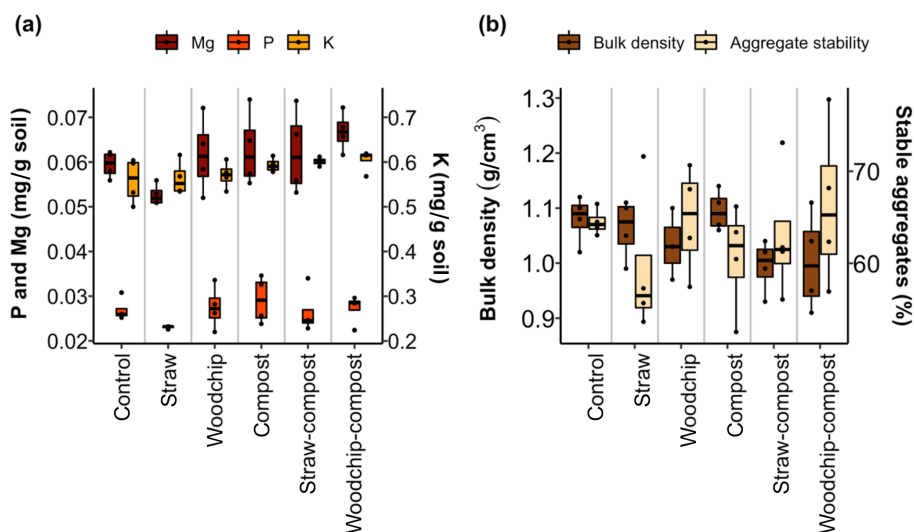 (a)
Mg P K
P and Mg (mg/g soil)
0.07
0.06
0.05
0.04
0.03
0.02
0.7
0.6
0.5
0.4
0.3
0.2
K (mg/g soil)
Control
Straw
Woodchip
Compost
Straw-compost
Woodchip-compost
(b)
Bulk density Aggregate stability
Bulk density (g/cm³)
1.3
1.2
1.1
1.0
0.9
70
60
Stable aggregates (%)
Control
Straw
Woodchip
Compost
Straw-compost
Woodchip-compost